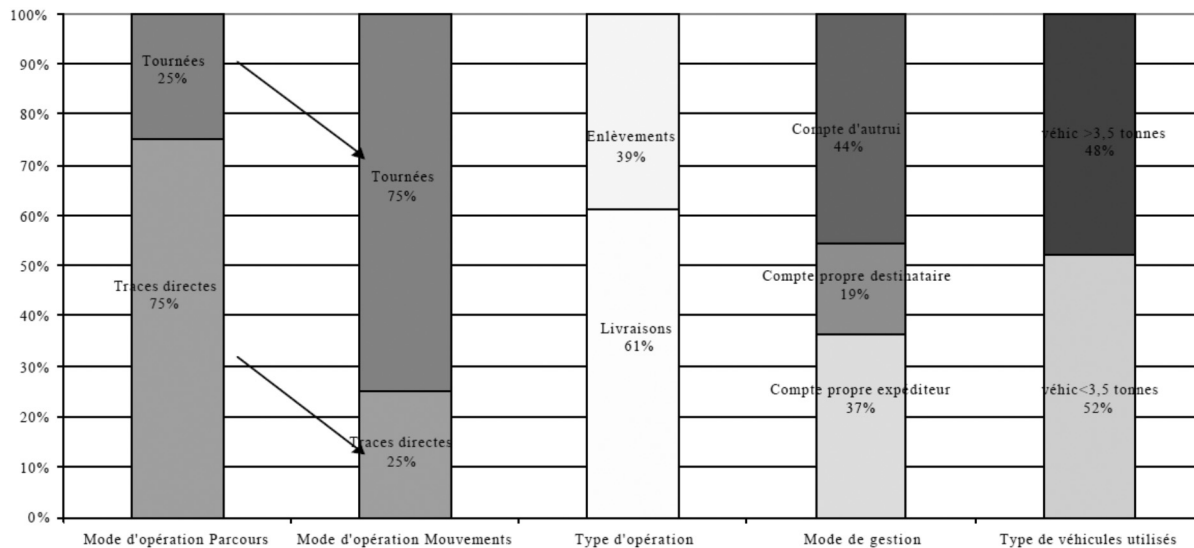 100%
90%
80%
70%
60%
50%
40%
30%
20%
10%
0%
Tournées
25%
Traces directes
75%
Tournées
75%
Traces directes
25%
Enlèvements
39%
Livraisons
61%
Compte d'autrui
44%
Compte propre destinataire
19%
Compte propre expéditeur
37%
véhic >3,5 tonnes
48%
véhic<3,5 tonnes
52%
Mode d'opération Parcours
Mode d'opération Mouvements
Type d'opération
Mode de gestion
Type de véhicules utilisés